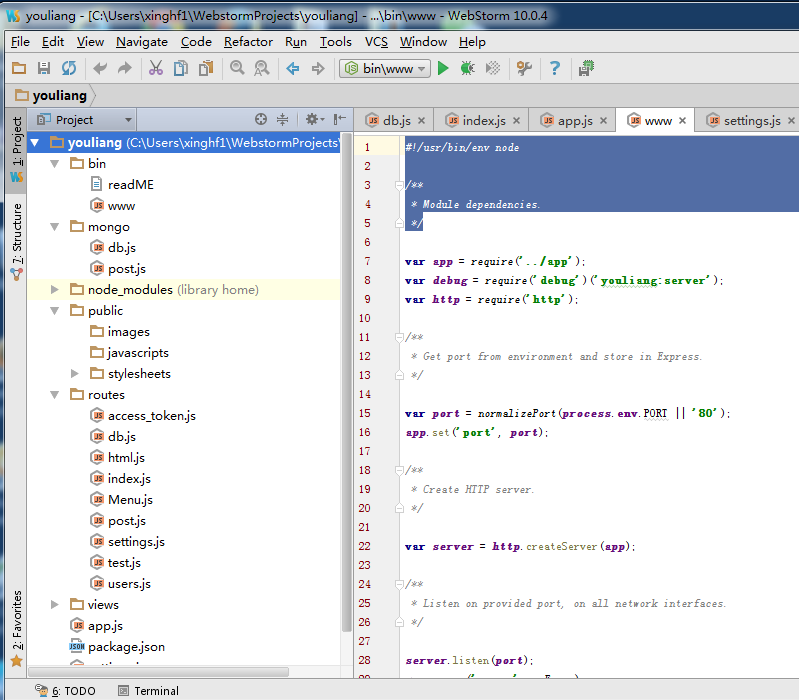 youliang - [C:\Users\xinghf1\WebstormProjects\youliang] - ...\bin\www - WebStorm 10.0.4
File Edit View Navigate Code Refactor Run Tools VCS Window Help
bin\www
youliang
Project
db.js index.js app.js www settings.js
1: Project
7: Structure
2: Favorites
youliang (C:\Users\xinghf1\WebstormProjects\
bin
readME
www
mongo
db.js
post.js
node_modules (library home)
public
images
javascripts
stylesheets
routes
access_token.js
db.js
html.js
index.js
Menu.js
post.js
settings.js
test.js
users.js
views
app.js
package.json
1 #!/usr/bin/env node
2
3 /**
4 * Module dependencies.
5 */
6
7 var app = require('../app');
8 var debug = require('debug')('youliang:server');
9 var http = require('http');
10
11 /**
12 * Get port from environment and store in Express.
13 */
14
15 var port = normalizePort(process.env.PORT || '80');
16 app.set('port', port);
17
18 /**
19 * Create HTTP server.
20 */
21
22 var server = http.createServer(app);
23
24 /**
25 * Listen on provided port, on all network interfaces.
26 */
27
28 server.listen(port);
6: TODO Terminal